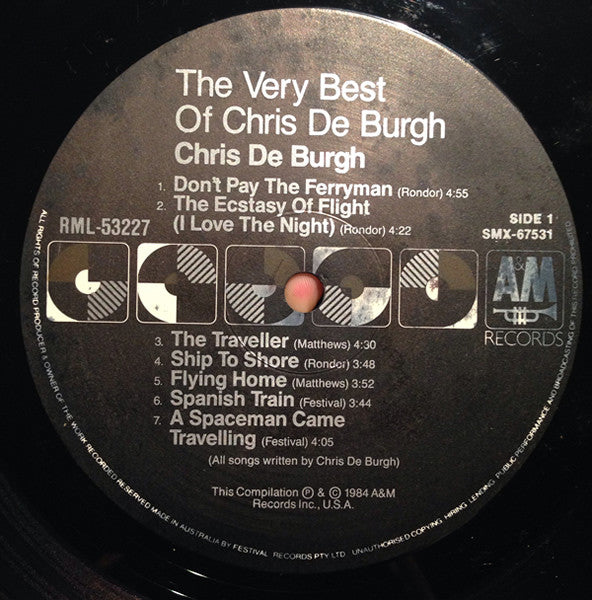 The Very Best
Of Chris De Burgh
Chris De Burgh
1. Don't Pay The Ferryman (Rondor) 4:55
2. The Ecstasy Of Flight
(I Love The Night) (Rondor) 4:22
RML-53227
SIDE 1
SMX-67531
A&M
RECORDS
3. The Traveller (Matthews) 4:30
4. Ship To Shore (Rondor) 3:48
5. Flying Home (Matthews) 3:52
6. Spanish Train (Festival) 3:44
7. A Spaceman Came
Travelling (Festival) 4:05
(All songs written by Chris De Burgh)
This Compilation Ⓟ & © 1984 A&M
Records Inc., U.S.A.
ALL RIGHTS OF RECORD PRODUCER & OWNER OF THE WORK RECORDED RESERVED MADE IN AUSTRALIA BY FESTIVAL RECORDS PTY LTD UNAUTHORISED COPYING HIRING LENDING PUBLIC PERFORMANCE AND BROADCASTING OF THIS RECORD PROHIBITED